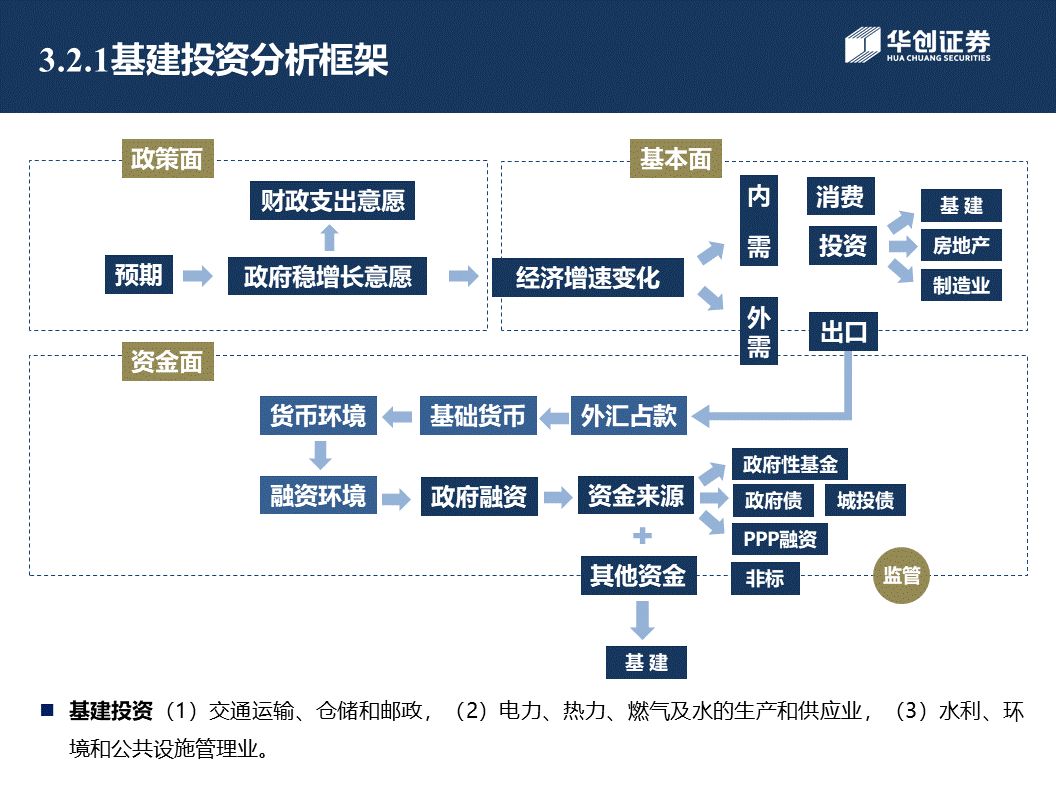 3.2.1基建投资分析框架
华创证券
HUA CHUANG SECURITIES
政策面
财政支出意愿
预期
政府稳增长意愿
基本面
经济增速变化
内需
外需
消费
投资
出口
基 建
房地产
制造业
资金面
货币环境
基础货币
外汇占款
融资环境
政府融资
资金来源
政府性基金
政府债
城投债
PPP融资
其他资金
非标
监管
基 建
基建投资（1）交通运输、仓储和邮政，（2）电力、热力、燃气及水的生产和供应业，（3）水利、环
境和公共设施管理业。